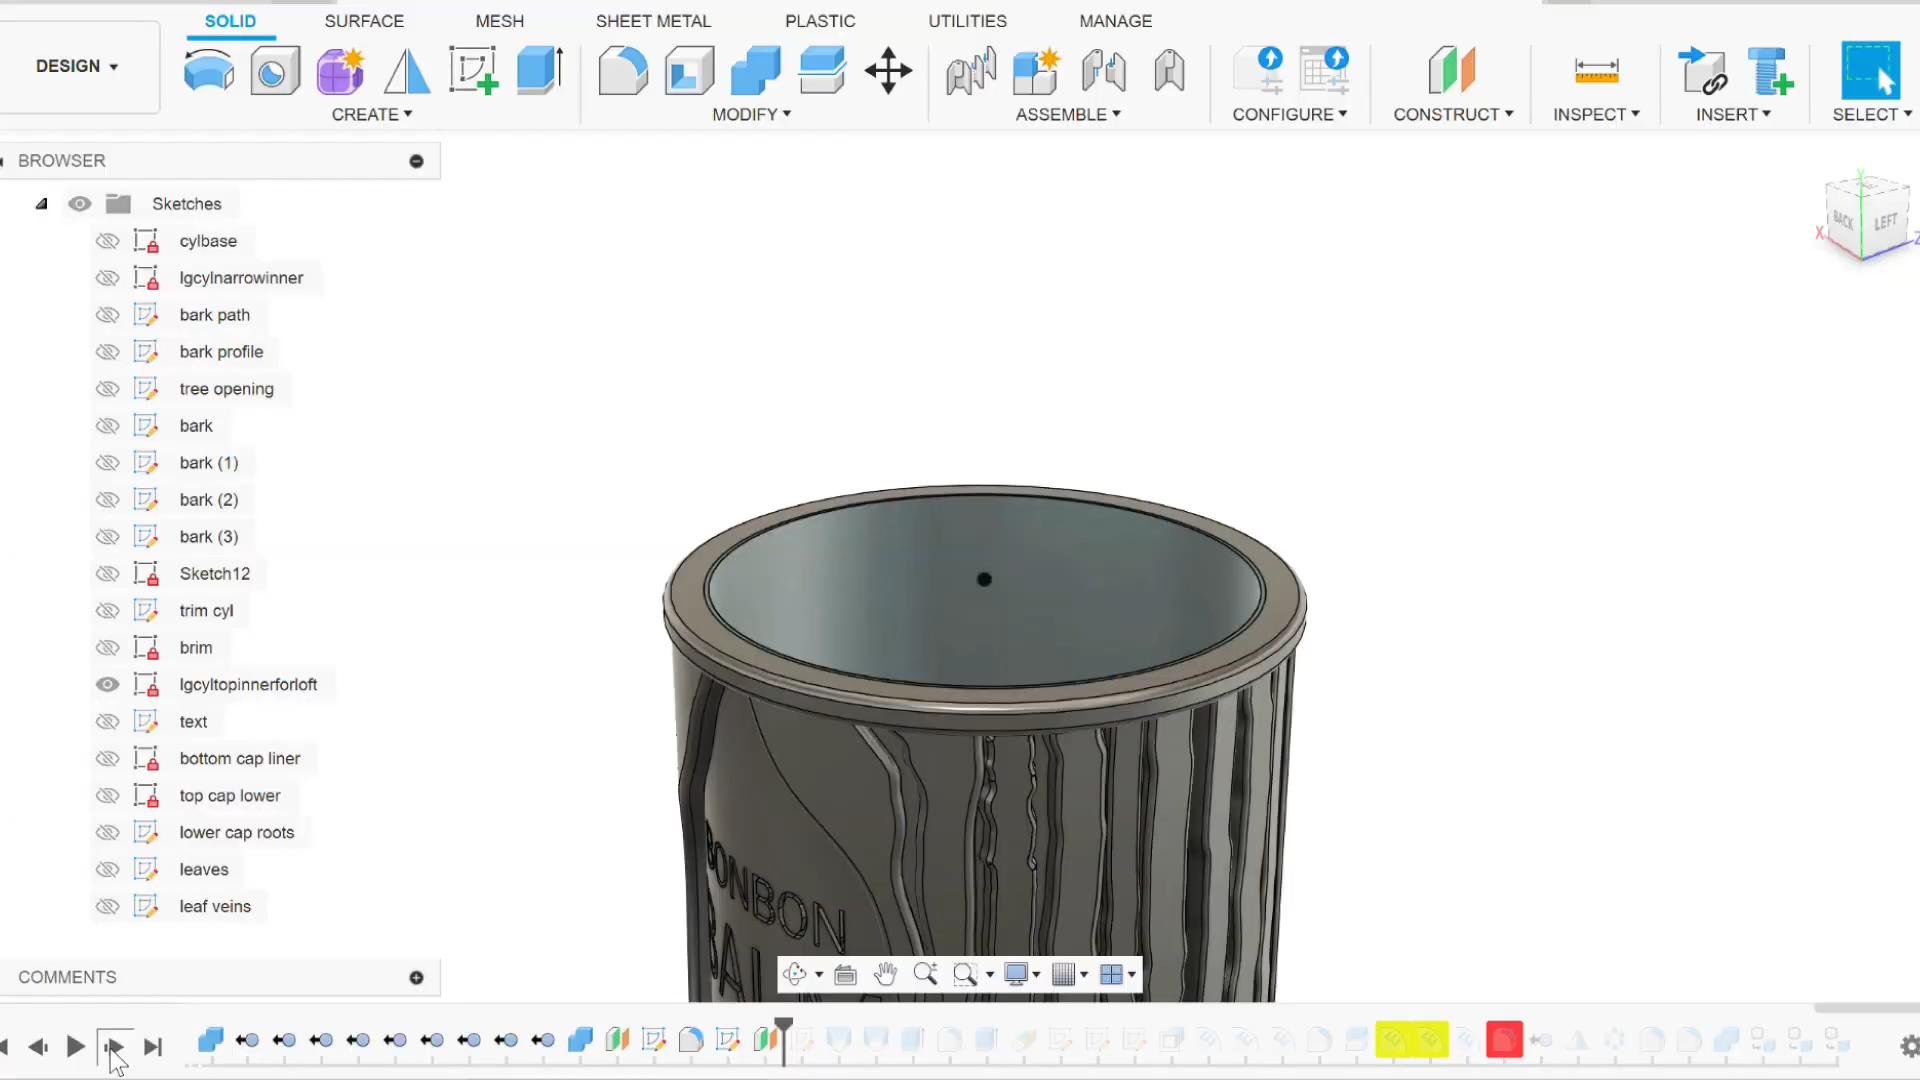 SOLID SURFACE MESH SHEET METAL PLASTIC UTILITIES MANAGE
DESIGN
CREATE MODIFY ASSEMBLE CONFIGURE CONSTRUCT INSPECT INSERT SELECT
BROWSER
Sketches
cylbase
lgcylnarrowinner
bark path
bark profile
tree opening
bark
bark (1)
bark (2)
bark (3)
Sketch12
trim cyl
brim
lgcyltopinnerforloft
text
bottom cap liner
top cap lower
lower cap roots
leaves
leaf veins
COMMENTS
Y
BACK LEFT
X
Z
BONBON